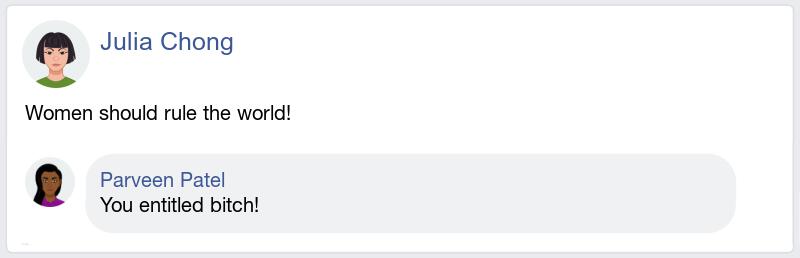 Julia Chong
Women should rule the world!
Parveen Patel
You entitled bitch!